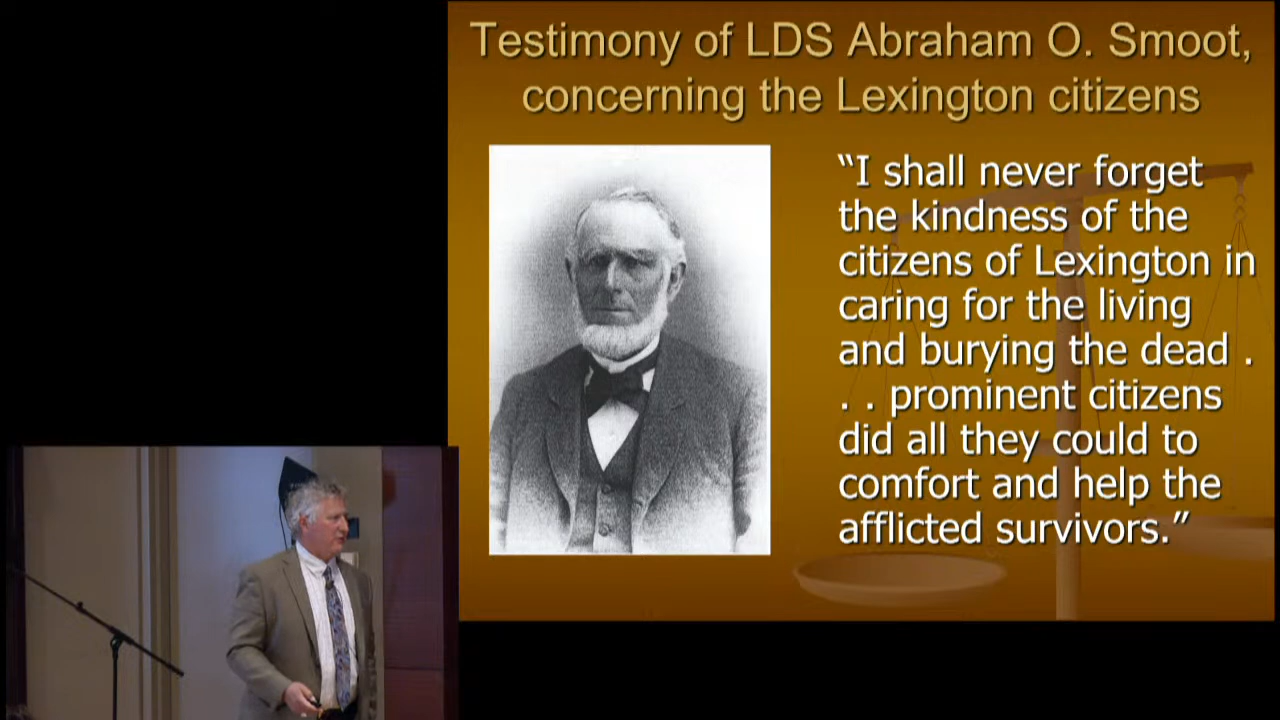 Testimony of LDS Abraham O. Smoot,
concerning the Lexington citizens
“I shall never forget
the kindness of the
citizens of Lexington in
caring for the living
and burying the dead .
. . prominent citizens
did all they could to
comfort and help the
afflicted survivors.”